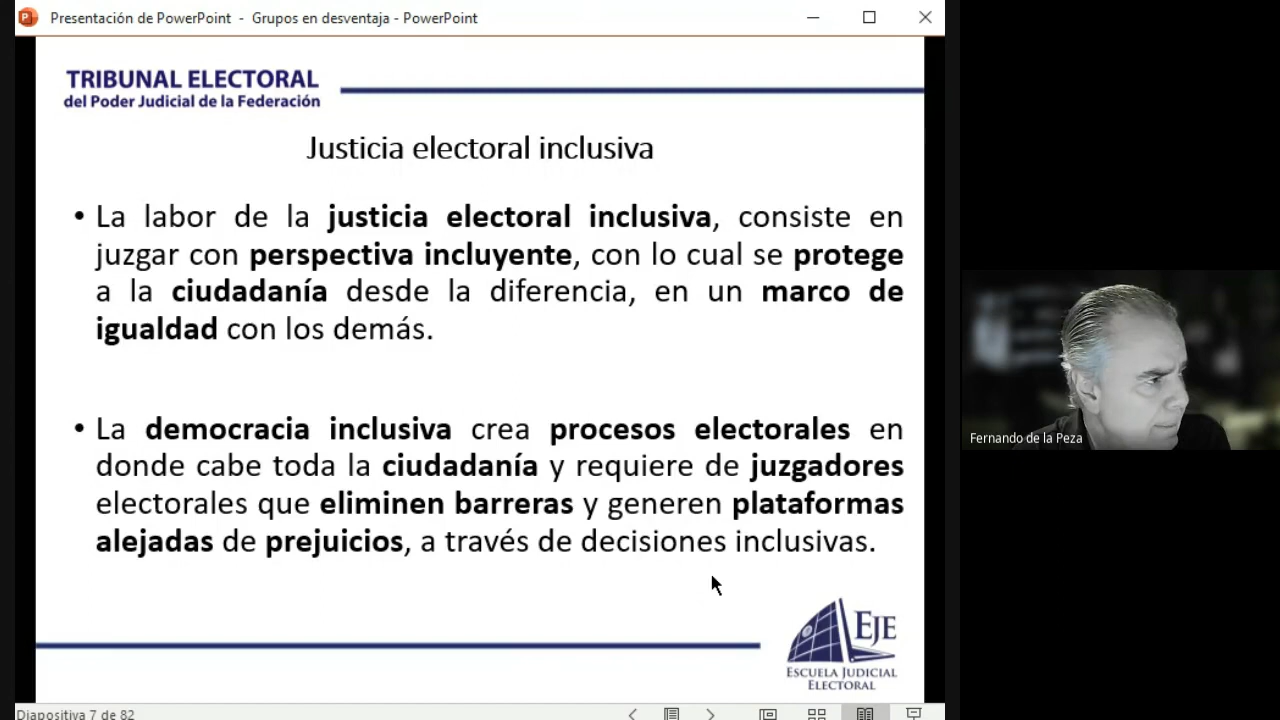 Presentación de PowerPoint - Grupos en desventaja - PowerPoint
TRIBUNAL ELECTORAL
del Poder Judicial de la Federación
Justicia electoral inclusiva
• La labor de la justicia electoral inclusiva, consiste en
juzgar con perspectiva incluyente, con lo cual se protege
a la ciudadanía desde la diferencia, en un marco de
igualdad con los demás.
• La democracia inclusiva crea procesos electorales en
donde cabe toda la ciudadanía y requiere de juzgadores
electorales que eliminen barreras y generen plataformas
alejadas de prejuicios, a través de decisiones inclusivas.
EJE
ESCUELA JUDICIAL
ELECTORAL
Diapositiva 7 de 82
Fernando de la Peza